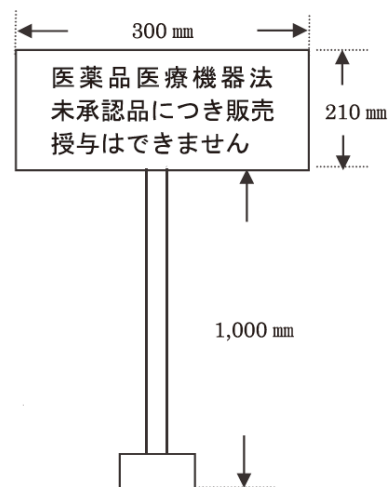 300 mm
医薬品医療機器法
未承認品につき販売
授与はできません
210 mm
1,000 mm